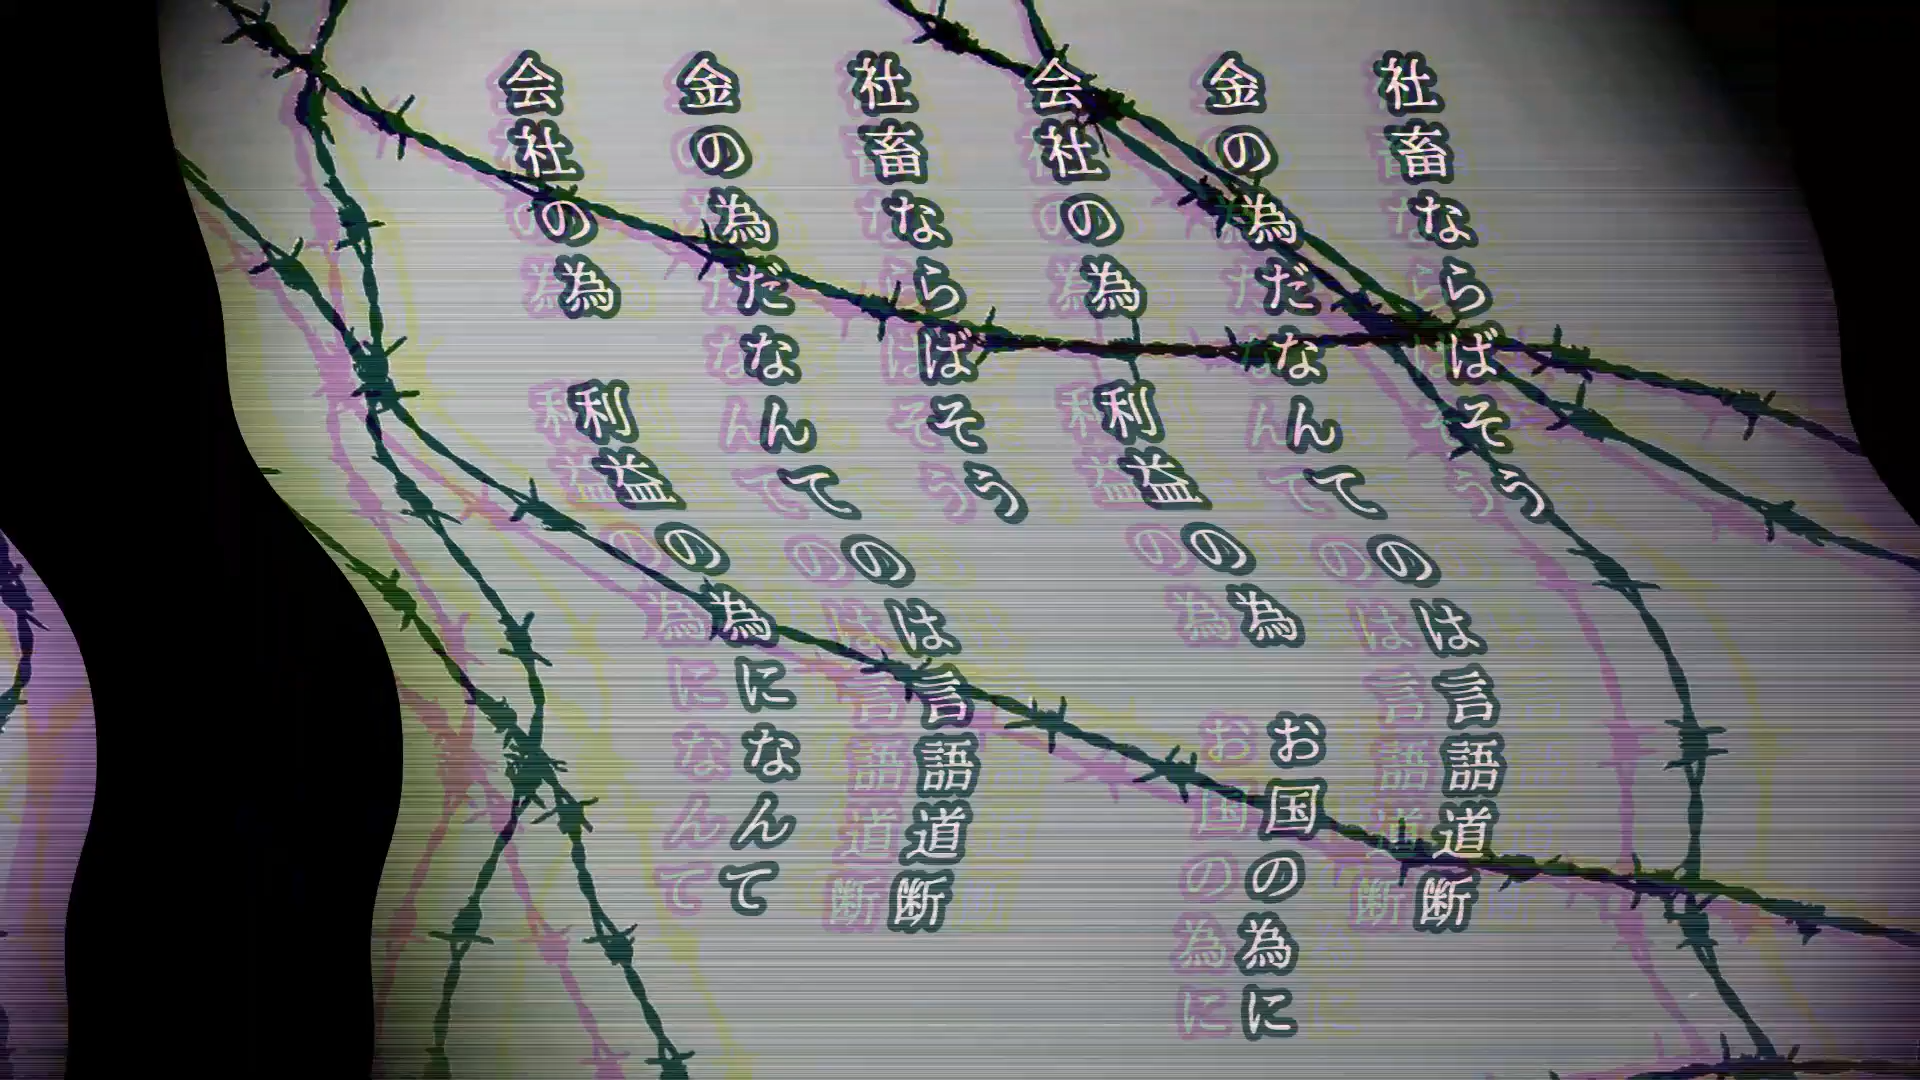 社畜ならばそう
金の為だなんてのは言語道断
会社の為 利益の為 お国の為に
社畜ならばそう
金の為だなんてのは言語道断
会社の為 利益の為になんて